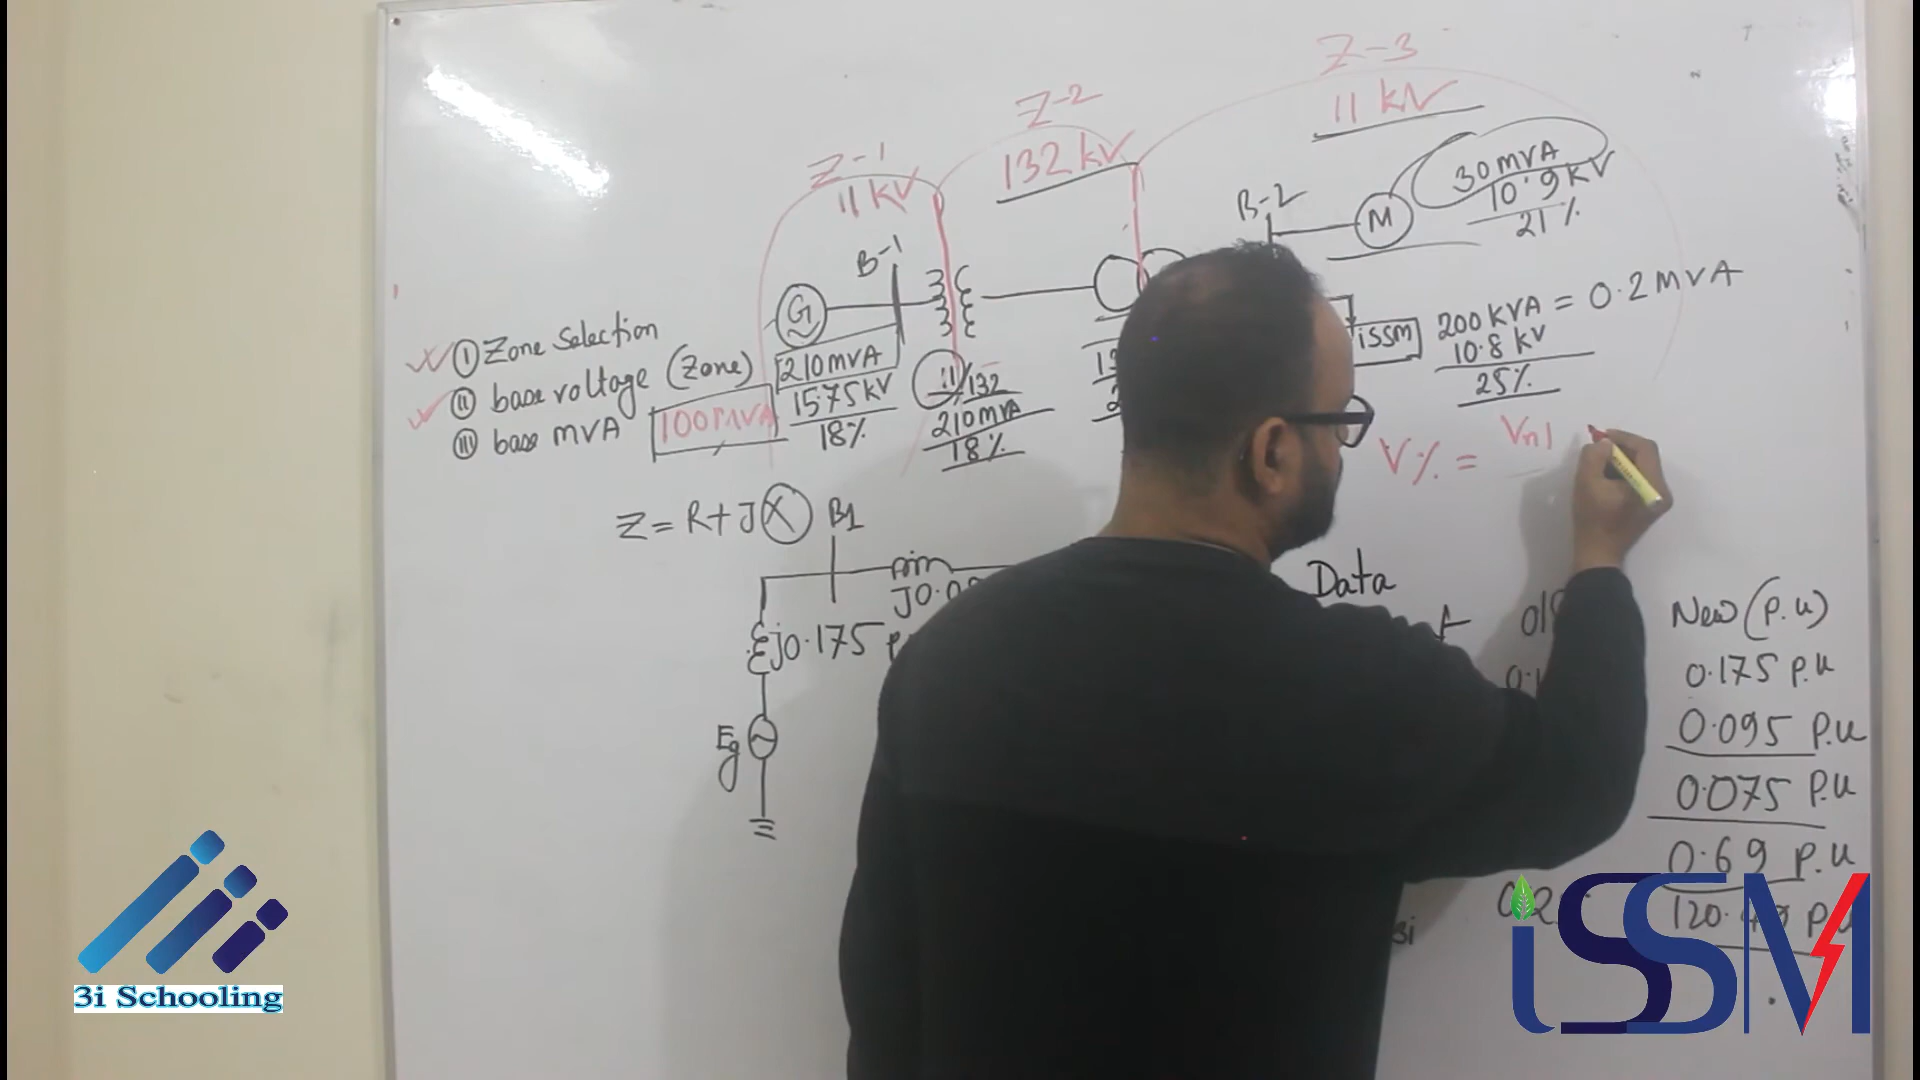 Z-1
11 kV
Z-2
132 kV
Z-3
11 kV
① Zone Selection
② base voltage (Zone)
③ base MVA
100 MVA
G
B-1
210 MVA
15.75 kV
18%
11/132
210 MVA
18%
B-2
M
30 MVA
10.9 kV
21%
issm
200 KVA = 0.2 MVA
10.8 kV
25%
V% = Vnl
Z = R + J X
B1
j0.175
Eg
Data
New (P.u)
0.175 P.u
0.095 P.u
0.075 P.u
0.69 P.u
3i Schooling
iSSM